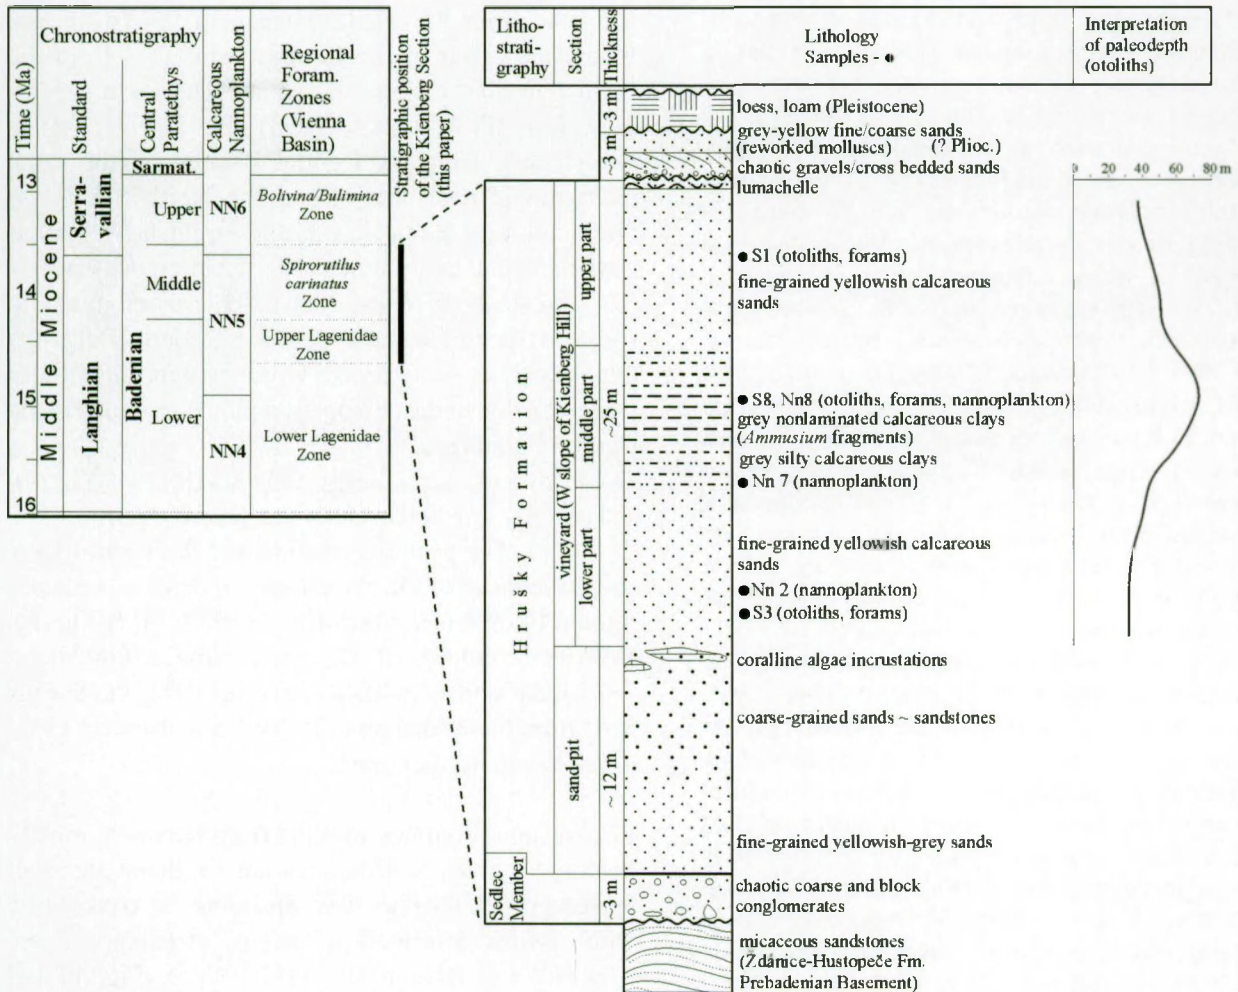 Time (Ma)
Chronostratigraphy
Standard
Central
Paratethys
Calcareous
Nannoplankton
Regional
Foram.
Zones
(Vienna
Basin)
Stratigraphic position
of the Kienberg Section
(this paper)
13
14
15
16
Middle Miocene
Serra-
vallian
Langhian
Sarmat.
Badenian
Upper
Middle
Lower
NN6
NN5
NN4
Bolivina/Bulimina
Zone
Spirorutilus
carinatus
Zone
Upper Lagenidae
Zone
Lower Lagenidae
Zone
Litho-
strati-
graphy
Section
Thickness
Lithology
Samples - ●
Interpretation
of paleodepth
(otoliths)
0 20 40 60 80 m
~3 m
~3 m
~25 m
~12 m
~3 m
Hrusky Formation
Sedlec
Member
vineyard (W slope of Kienberg Hill)
upper part
middle part
lower part
sand-pit
loess, loam (Pleistocene)
grey-yellow fine/coarse sands
(reworked molluscs) (? Plioc.)
chaotic gravels/cross bedded sands
lumachelle
● S1 (otoliths, forams)
fine-grained yellowish calcareous
sands
● S8, Nn8 (otoliths, forams, nannoplankton)
grey nonlaminated calcareous clays
(Ammusium fragments)
grey silty calcareous clays
● Nn 7 (nannoplankton)
fine-grained yellowish calcareous
sands
● Nn 2 (nannoplankton)
● S3 (otoliths, forams)
coralline algae incrustations
coarse-grained sands ~ sandstones
fine-grained yellowish-grey sands
chaotic coarse and block
conglomerates
micaceous sandstones
(Ždánice-Hustopeče Fm.
Prebadenian Basement)